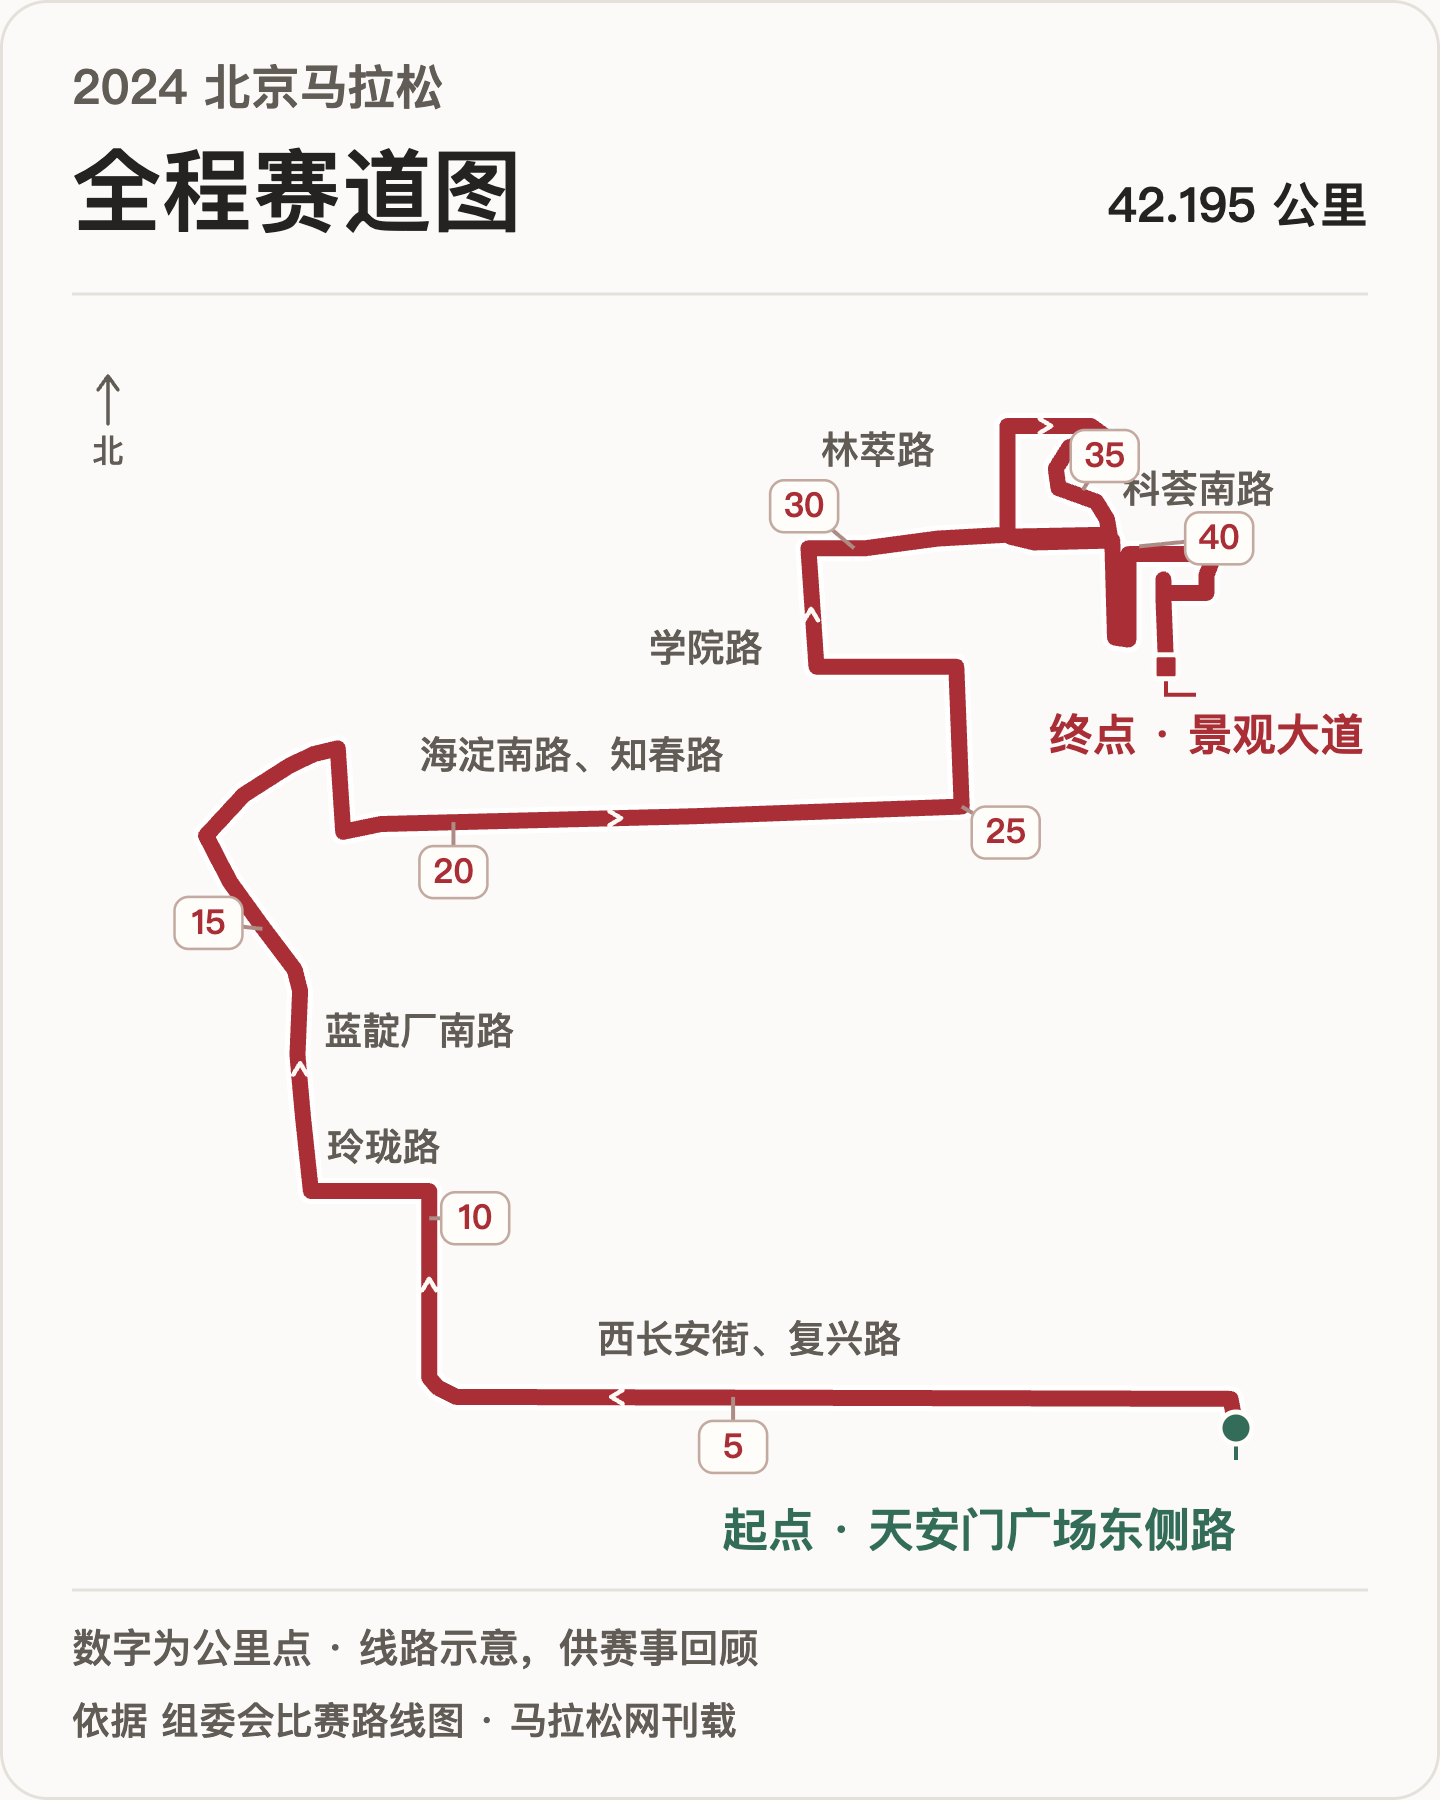 2024 北京马拉松
全程赛道图
42.195 公里
北
林萃路
35
科荟南路
30
40
学院路
终点 · 景观大道
海淀南路、知春路
25
20
15
蓝靛厂南路
玲珑路
10
西长安街、复兴路
5
起点 · 天安门广场东侧路
数字为公里点 · 线路示意，供赛事回顾
依据 组委会比赛路线图 · 马拉松网刊载